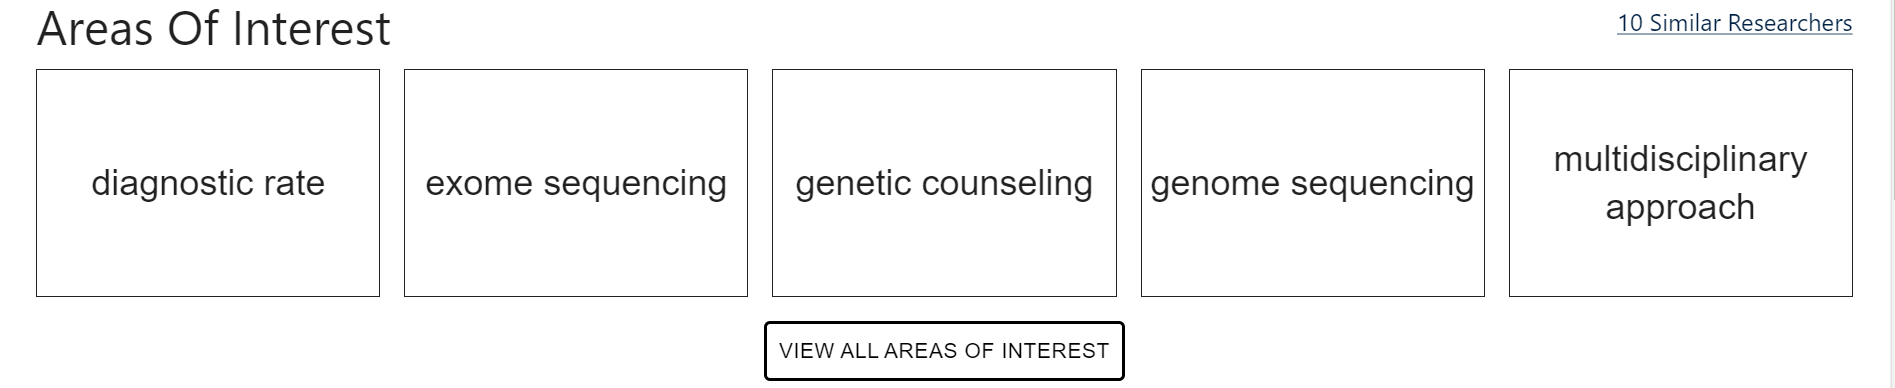 Areas Of Interest
10 Similar Researchers
diagnostic rate
exome sequencing
genetic counseling
genome sequencing
multidisciplinary
approach
VIEW ALL AREAS OF INTEREST